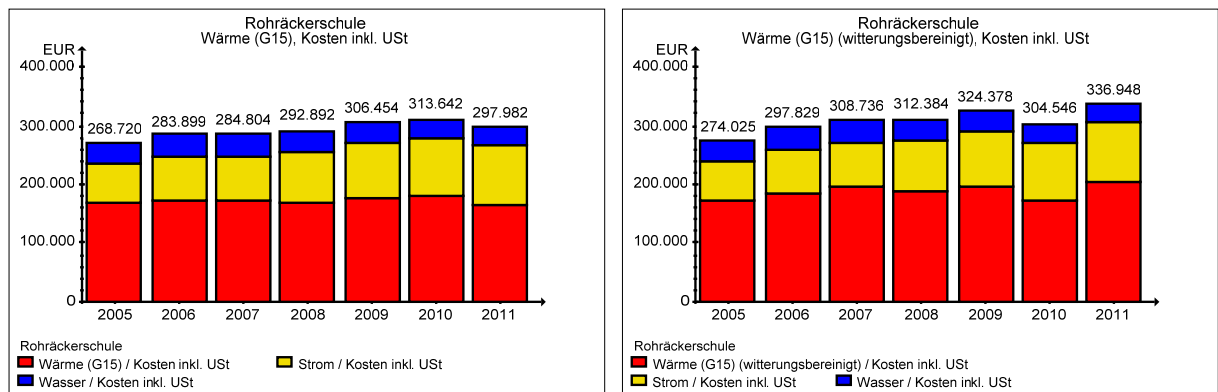 Rohräckerschule
Wärme (G15), Kosten inkl. USt
EUR
400.000
300.000
200.000
100.000
0
268.720
283.899
284.804
292.892
306.454
313.642
297.982
2005 2006 2007 2008 2009 2010 2011
Rohräckerschule
Wärme (G15) / Kosten inkl. USt Strom / Kosten inkl. USt
Wasser / Kosten inkl. USt
Rohräckerschule
Wärme (G15) (witterungsbereinigt), Kosten inkl. USt
EUR
400.000
300.000
200.000
100.000
0
274.025
297.829
308.736
312.384
324.378
304.546
336.948
2005 2006 2007 2008 2009 2010 2011
Rohräckerschule
Wärme (G15) (witterungsbereinigt) / Kosten inkl. USt
Strom / Kosten inkl. USt Wasser / Kosten inkl. USt